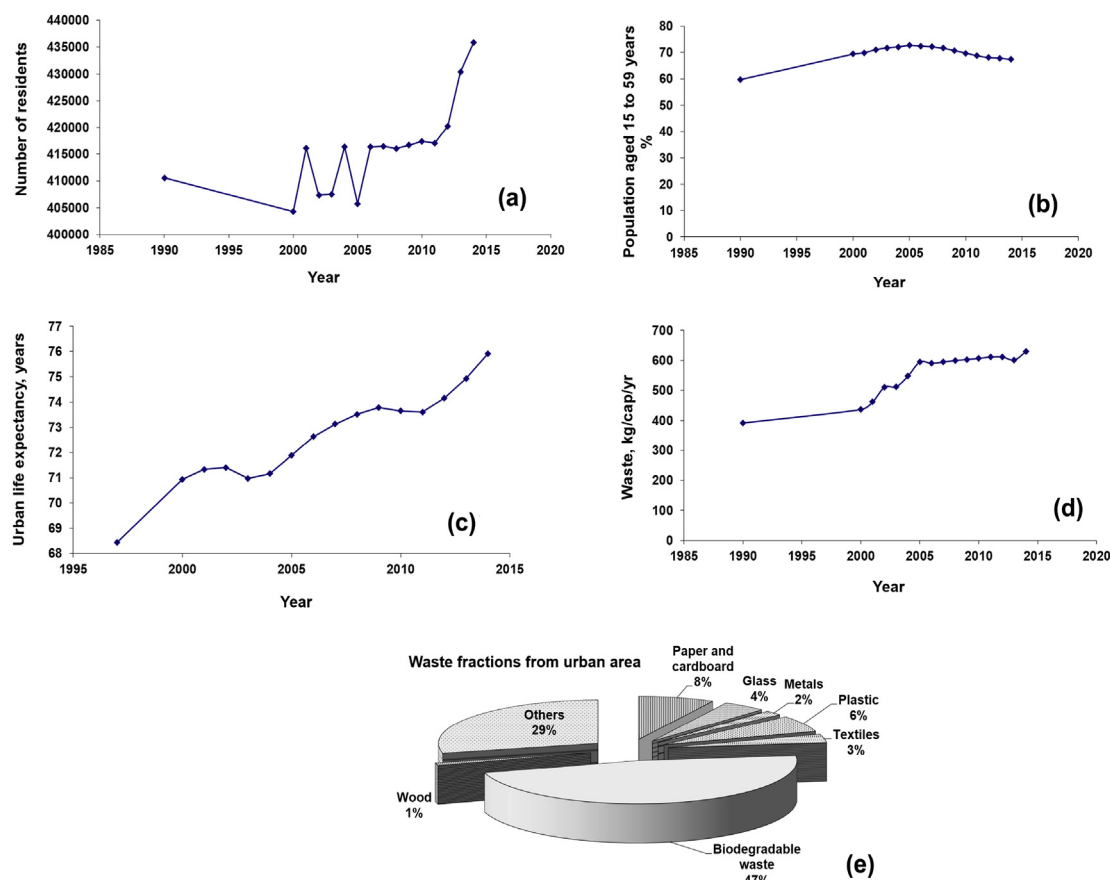 440000
435000
430000
425000
420000
415000
410000
405000
400000
1985 1990 1995 2000 2005 2010 2015 2020
Number of residents
Year
(a)
80
70
60
50
40
30
20
10
0
1985 1990 1995 2000 2005 2010 2015 2020
Population aged 15 to 59 years
%
Year
(b)
77
76
75
74
73
72
71
70
69
68
1995 2000 2005 2010 2015
Urban life expectancy, years
Year
(c)
700
600
500
400
300
200
100
0
1985 1990 1995 2000 2005 2010 2015 2020
Waste, kg/cap/yr
Year
(d)
Waste fractions from urban area
Paper and
cardboard
8%
Glass
4%
Metals
2%
Plastic
6%
Textiles
3%
Others
29%
Wood
1%
Biodegradable
waste
47%
(e)